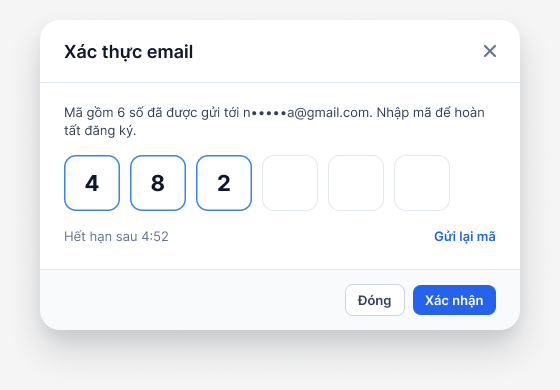 Xác thực email
Mã gồm 6 số đã được gửi tới n•••••a@gmail.com. Nhập mã để hoàn
tất đăng ký.
4 8 2
Hết hạn sau 4:52 Gửi lại mã
Đóng Xác nhận